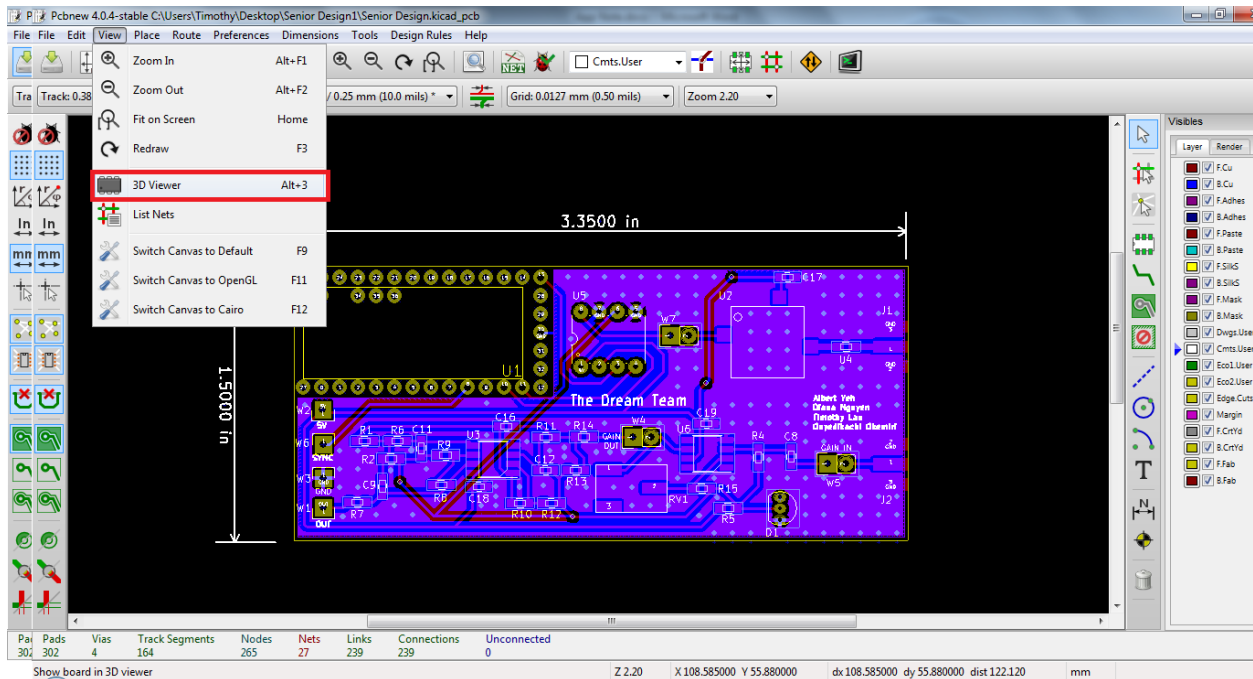 Pcbnew 4.0.4-stable C:\Users\Timothy\Desktop\Senior Design1\Senior Design.kicad_pcb
File File Edit View Place Route Preferences Dimensions Tools Design Rules Help
Cmts.User
Tra Track: 0.38
/ 0.25 mm (10.0 mils) *
Grid: 0.0127 mm (0.50 mils)
Zoom 2.20
Zoom In Alt+F1
Zoom Out Alt+F2
Fit on Screen Home
Redraw F3
3D Viewer Alt+3
List Nets
Switch Canvas to Default F9
Switch Canvas to OpenGL F11
Switch Canvas to Cairo F12
In In
mm mm
3.3500 in
1.5000 in
U1
U5
W7
U2
C17
J1
U4
The Dream Team
Albert Yeh
Diana Nguyen
Timothy Lau
W2
5V
W6
SYNC
W3
GND
W1
OUT
R1 R6 C11
R2
R9
C9
R7
R8
C18
U3
C16
R11
R14
C12
R13
R10 R12
W4
GAIN
OUT
U6
C19
RV1
R15
R5
R4
C8
GAIN IN
W5
D1
J2
T
N
Visibles
Layer Render
F.Cu
B.Cu
F.Adhes
B.Adhes
F.Paste
B.Paste
F.SilkS
B.SilkS
F.Mask
B.Mask
Dwgs.User
Cmts.User
Eco1.User
Eco2.User
Edge.Cuts
Margin
F.CrtYd
B.CrtYd
F.Fab
B.Fab
Pads Vias Track Segments Nodes Nets Links Connections Unconnected
302 302 4 164 265 27 239 239 0
Show board in 3D viewer
Z 2.20
X 108.585000 Y 55.880000
dx 108.585000 dy 55.880000 dist 122.120
mm